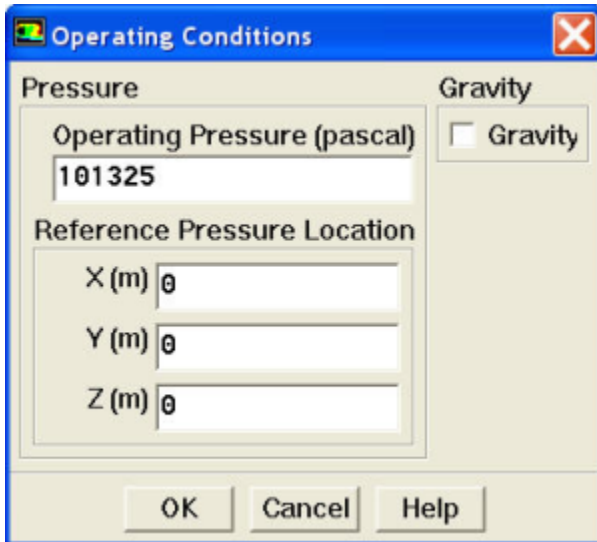 Operating Conditions
Pressure
Operating Pressure (pascal)
101325
Reference Pressure Location
X (m) 0
Y (m) 0
Z (m) 0
Gravity
Gravity
OK Cancel Help